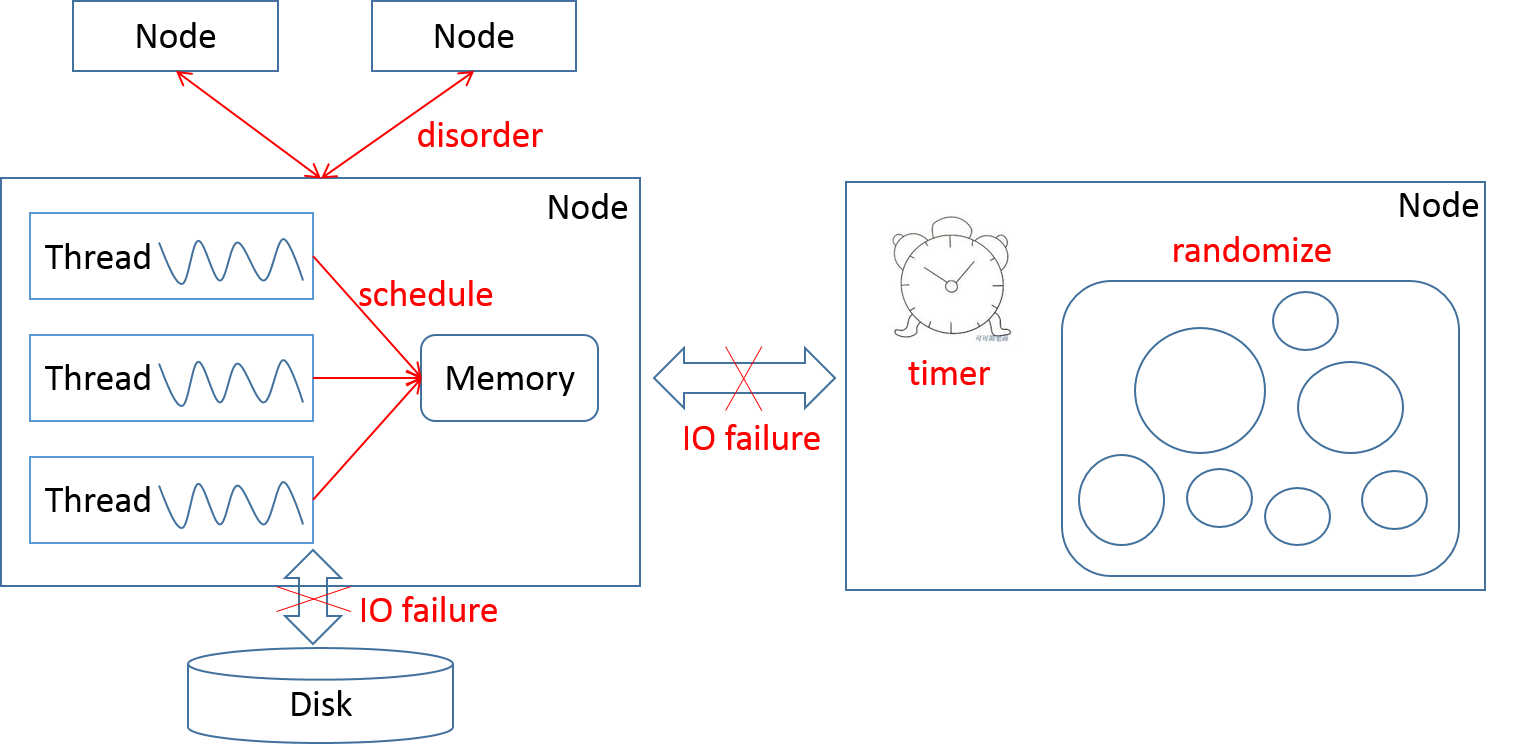 Node
Node
disorder
Node
Thread
schedule
Thread
Memory
Thread
IO failure
Disk
IO failure
Node
randomize
timer